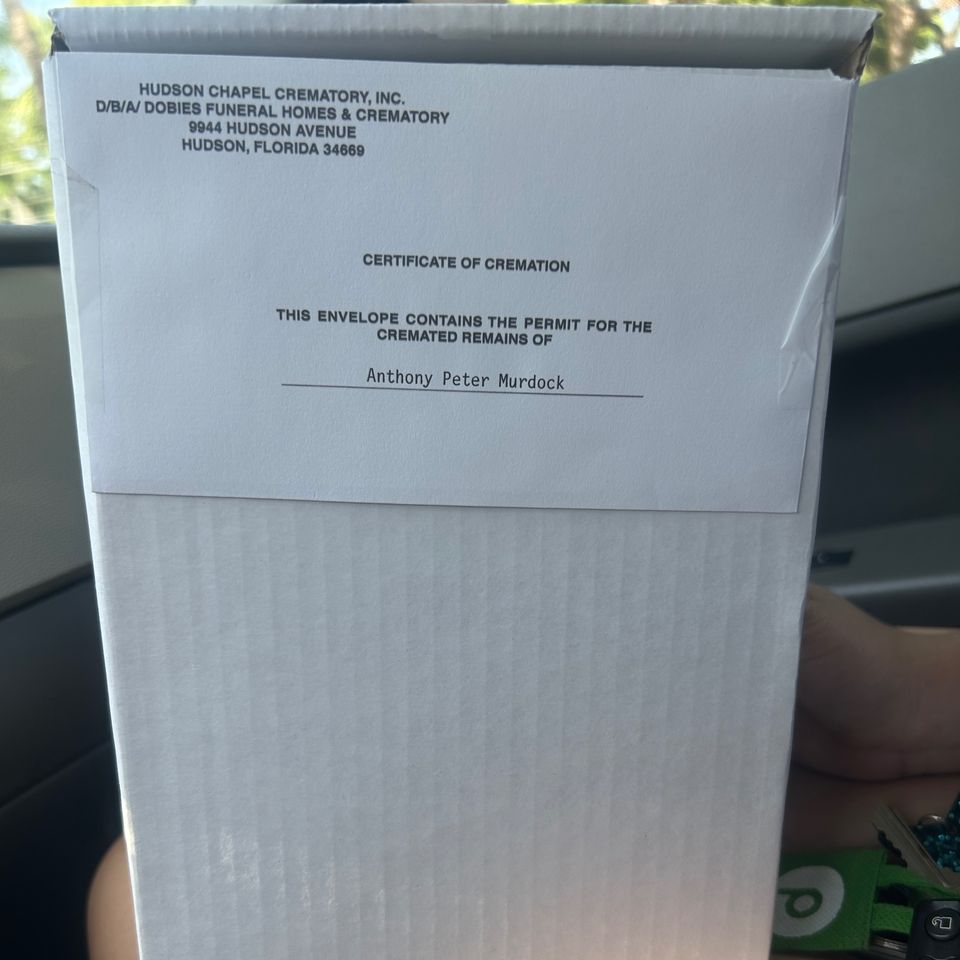 HUDSON CHAPEL CREMATORY, INC.
D/B/A/ DOBIES FUNERAL HOMES & CREMATORY
9944 HUDSON AVENUE
HUDSON, FLORIDA 34669
CERTIFICATE OF CREMATION
THIS ENVELOPE CONTAINS THE PERMIT FOR THE
CREMATED REMAINS OF
Anthony Peter Murdock